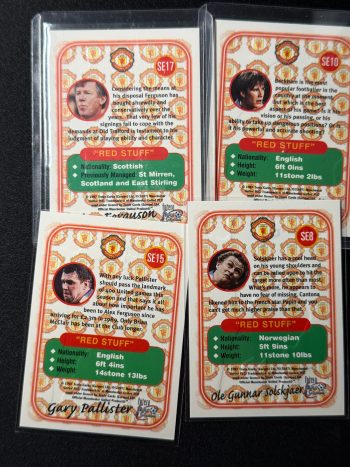 SE17
Considering the means at
his disposal Ferguson has
bought shrewdly and
conservatively over the
years. That very few of his
signings fail to cope with the
demands at Old Trafford is testament to his
judgment of playing ability and character.
"RED STUFF"
Nationality: Scottish
Previously Managed: St Mirren,
Scotland and East Stirling
Ferguson
SE10
Beckham is the most
popular footballer in the
country at the moment
but which is the best
aspect of his game? Is it
vision of his passing, or his
ability to take up dangerous positions? Or is
it his powerful and accurate shooting?
"RED STUFF"
Nationality: English
Height: 6ft 0ins
Weight: 11stone 2lbs
SE15
With any luck Pallister
should pass the landmark
of 400 United games this
season and that says it all
about how important he has
been to Alex Ferguson since
arriving for £2.3m in 1989. Only Brian
McClair has been at the Club longer.
"RED STUFF"
Nationality: English
Height: 6ft 4ins
Weight: 14stone 13lbs
Gary Pallister
SE8
Solskjaer has a cool head
on his young shoulders and
can be relied upon to hit the
target more often than most.
What's more, he appears to
have no fear of missing. Cantona
likened him to the French star Papin and you
can't get much higher praise than that.
"RED STUFF"
Nationality: Norwegian
Height: 5ft 9ins
Weight: 11stone 10lbs
Ole Gunnar Solskjaer